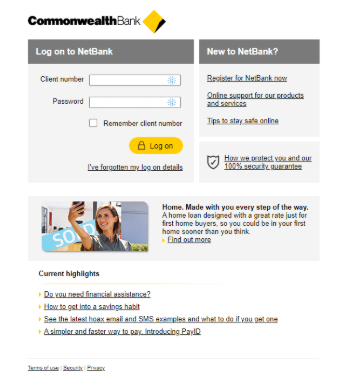 CommonwealthBank
Log on to NetBank
Client number
Password
Remember client number
Log on
I've forgotten my log on details
New to NetBank?
Register for NetBank now
Online support for our products
and services
Tips to stay safe online
How we protect you and our
100% security guarantee
SOLD
Home. Made with you every step of the way.
A home loan designed with a great rate just for
first home buyers, so you could be in your first
home sooner than you think.
Find out more
Current highlights
Do you need financial assistance?
How to get into a savings habit
See the latest hoax email and SMS examples and what to do if you get one
A simpler and faster way to pay. Introducing PayID
Terms of use | Security | Privacy